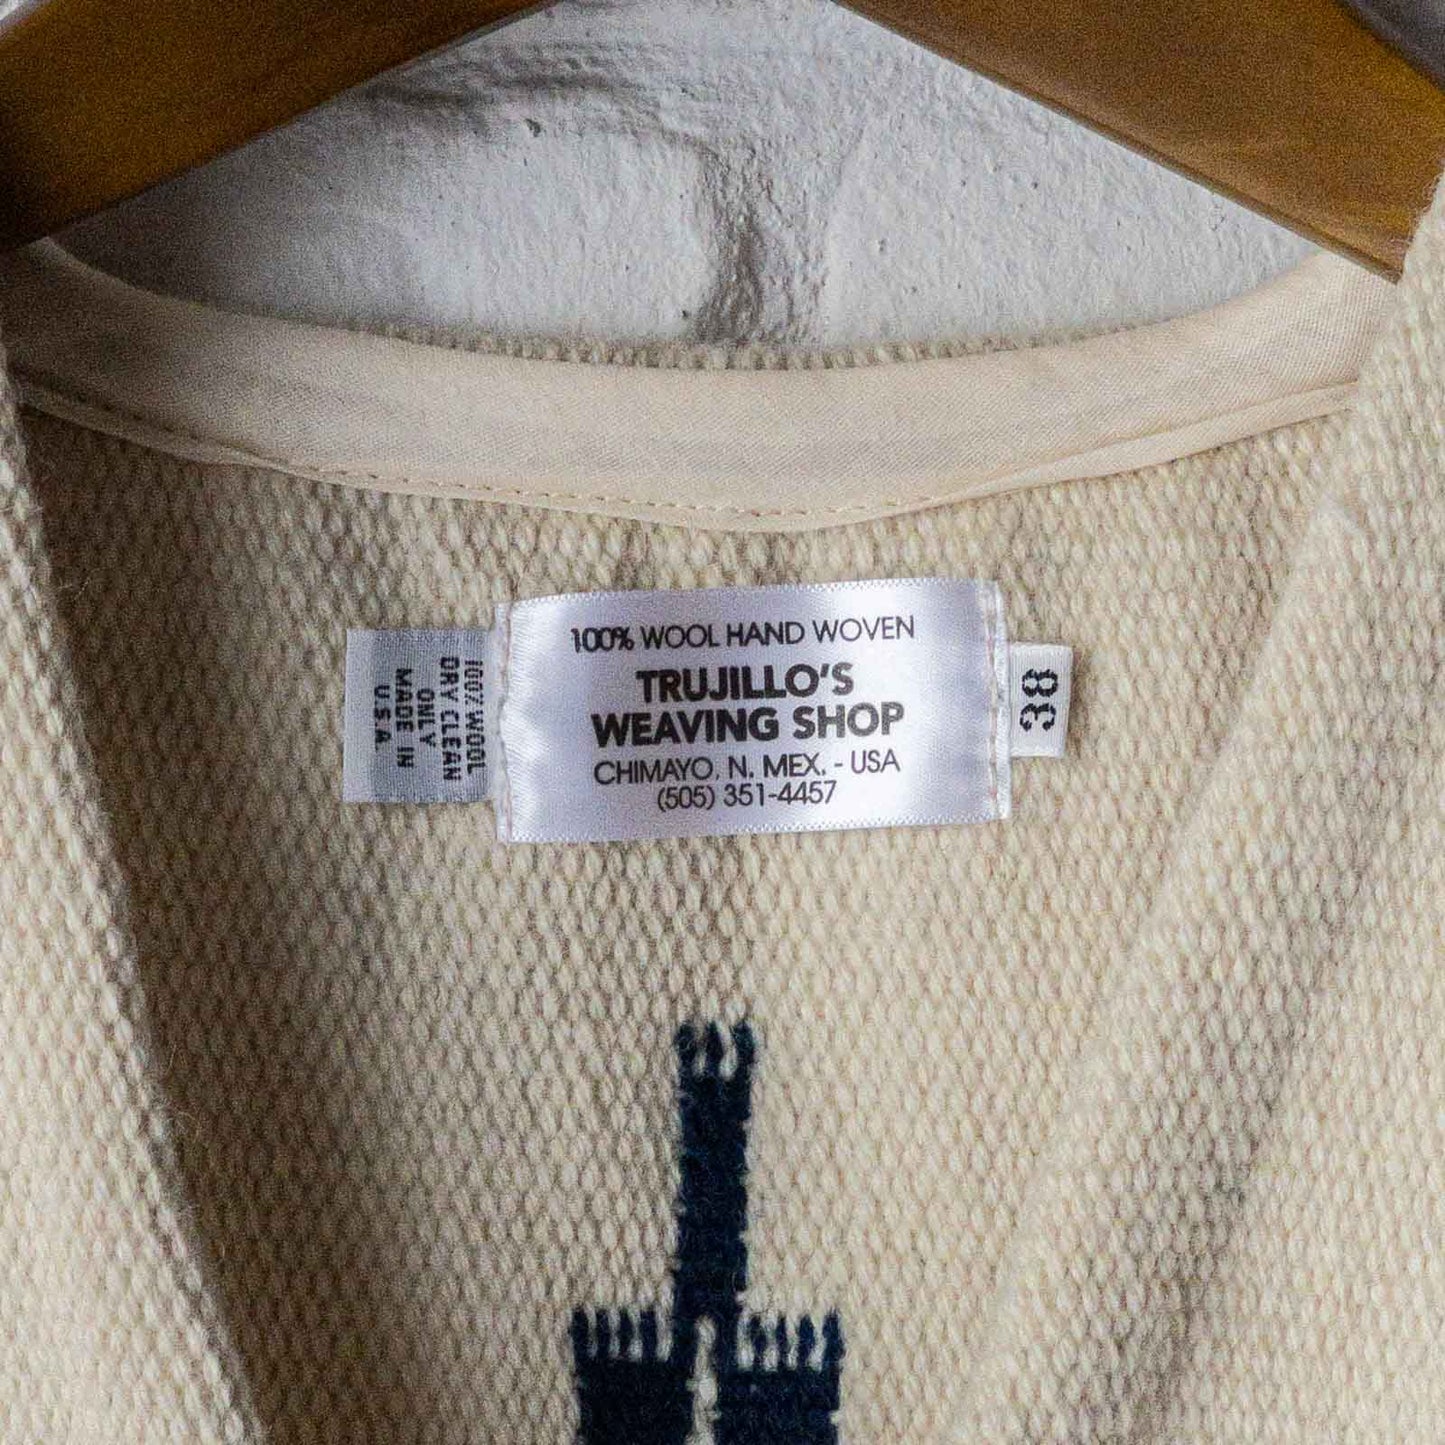 100% WOOL HAND WOVEN
TRUJILLO'S
WEAVING SHOP
CHIMAYO, N. MEX. - USA
(505) 351-4457
100% WOOL
DRY CLEAN
ONLY
MADE IN
U.S.A.
38